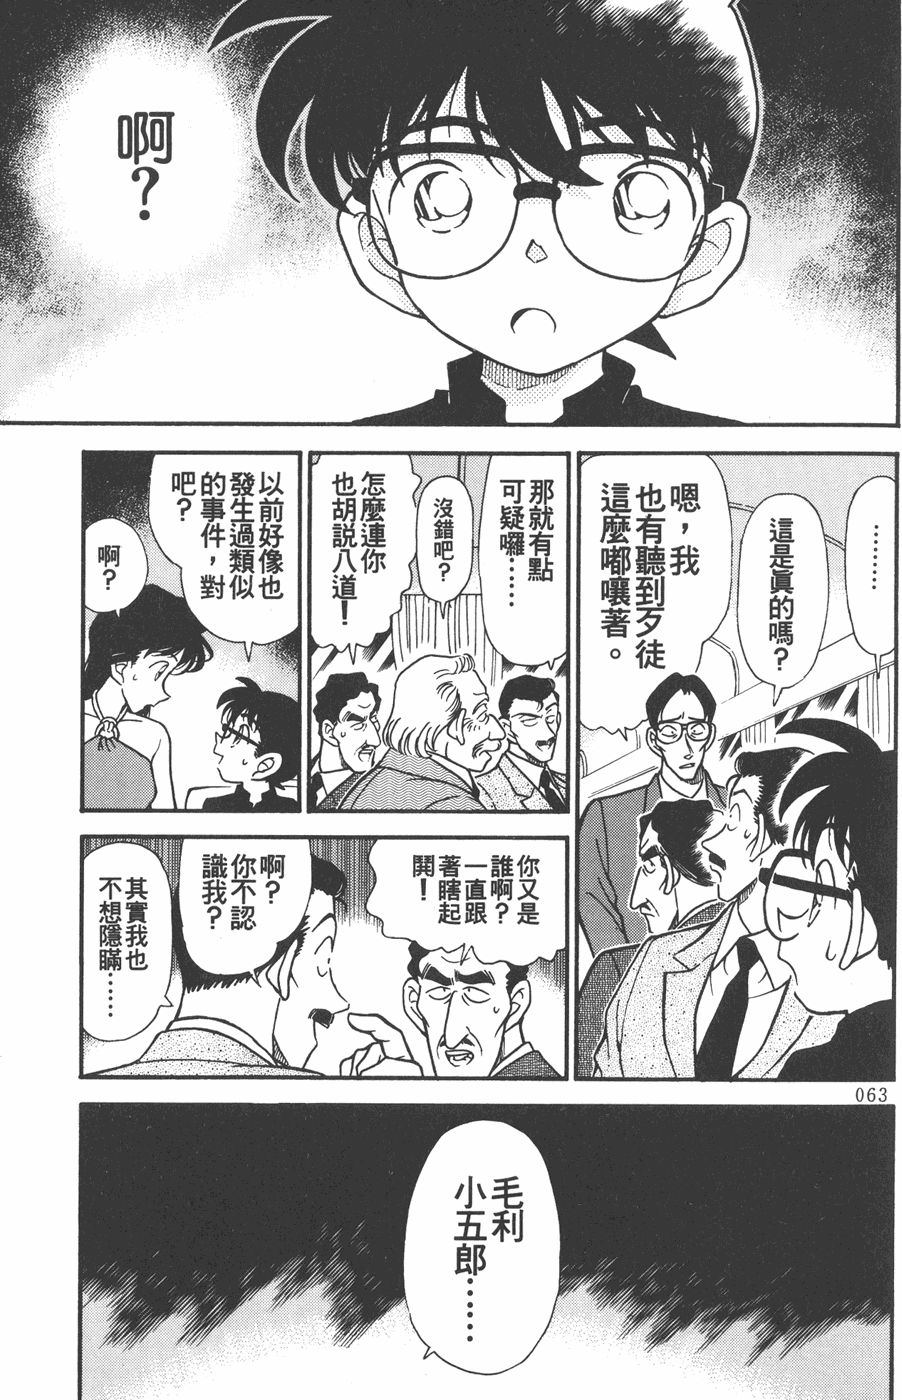 啊？
………
這是眞的嗎？
嗯，我
也有聽到歹徒
這麼嘟嚷著。
那就有點
可疑囉……
沒錯吧？
怎麼連你
也胡説八道！
以前好像也
發生過類似
的事件，對
吧？
啊？
你又是
誰啊？
一直跟
著瞎起
鬨！
啊？
你不認
識我？
其實我也
不想隱瞞……
063
毛利
小五郎……